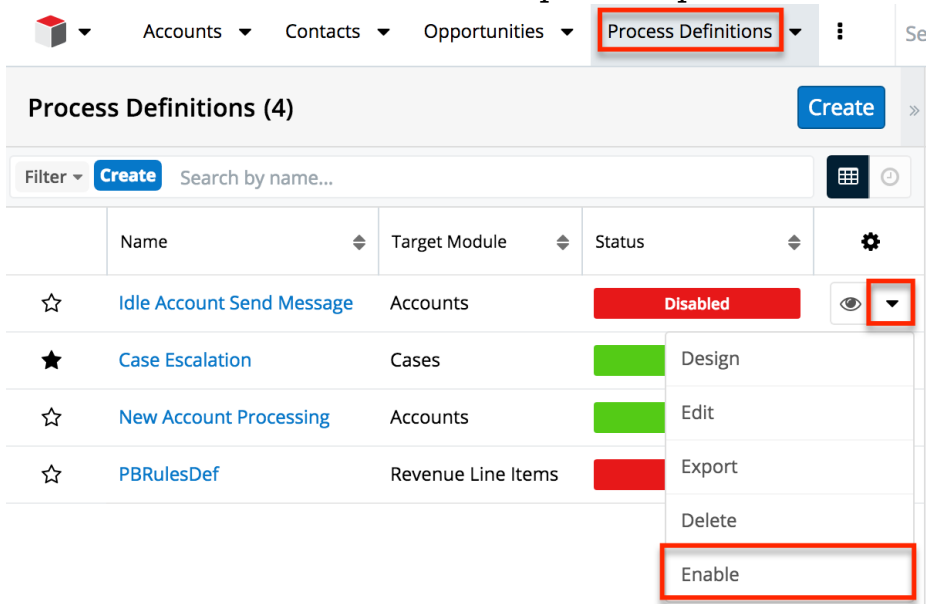 Accounts Contacts Opportunities Process Definitions Se
Process Definitions (4) Create »
Filter Create Search by name...
Name Target Module Status
Idle Account Send Message Accounts Disabled
Case Escalation Cases
Design
New Account Processing Accounts
Edit
PBRulesDef Revenue Line Items
Export
Delete
Enable